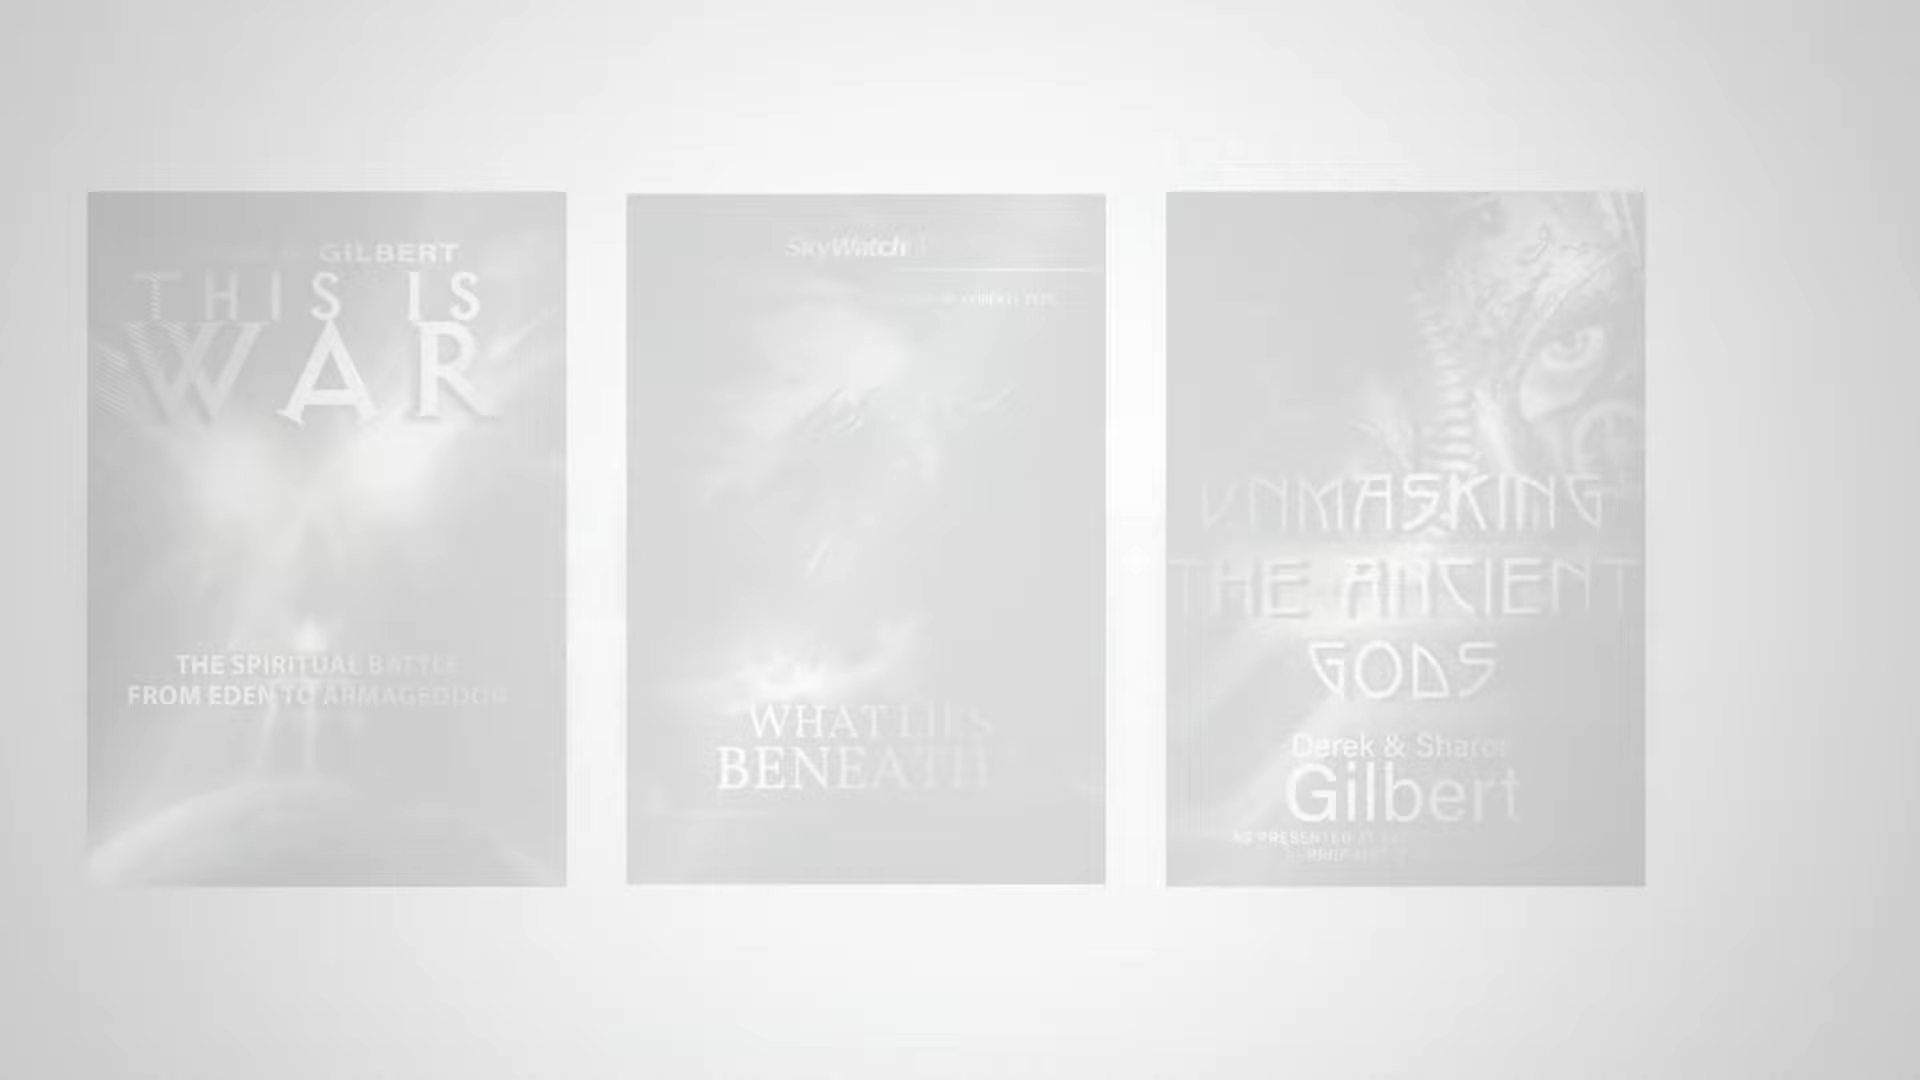 GILBERT
THIS IS
WAR
THE SPIRITUAL BATTLE
FROM EDEN TO ARMAGEDDON
SkyWatch
WHAT LIES
BENEATH
UNMASKING
THE ANCIENT
GODS
Derek & Sharon
Gilbert
AS PRESENTED AT